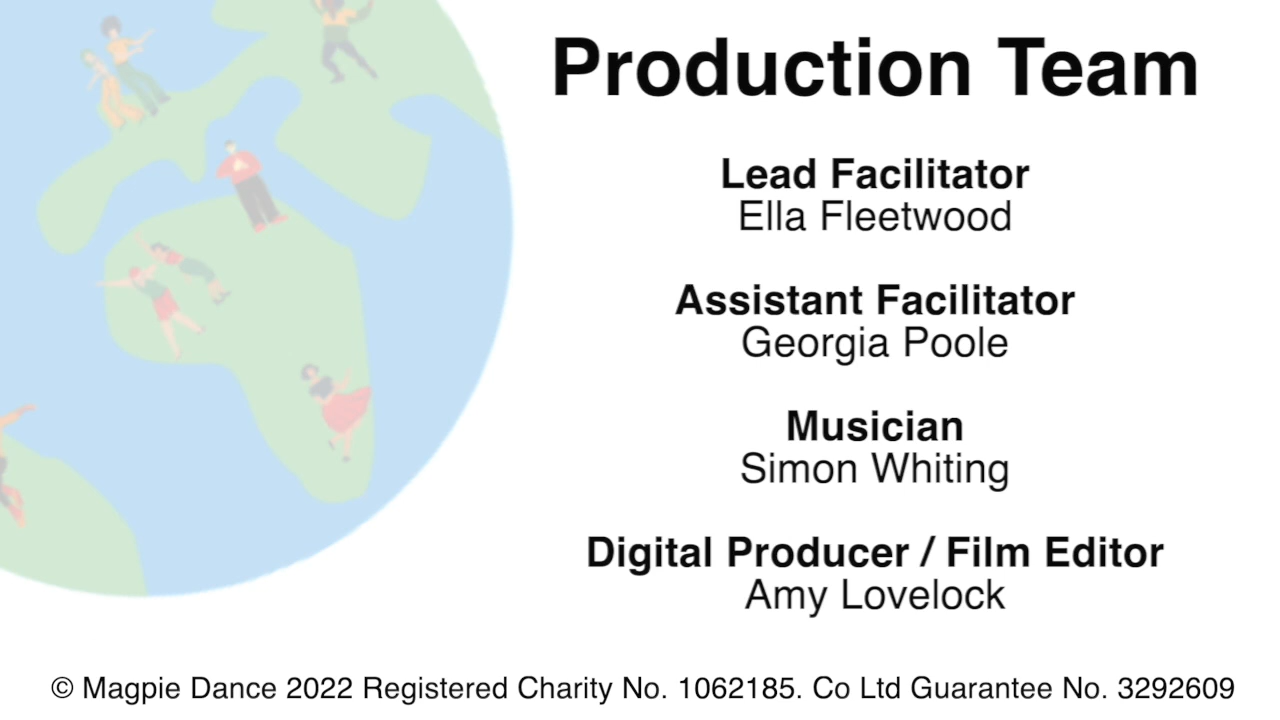 Production Team
Lead Facilitator
Ella Fleetwood
Assistant Facilitator
Georgia Poole
Musician
Simon Whiting
Digital Producer / Film Editor
Amy Lovelock
© Magpie Dance 2022 Registered Charity No. 1062185. Co Ltd Guarantee No. 3292609